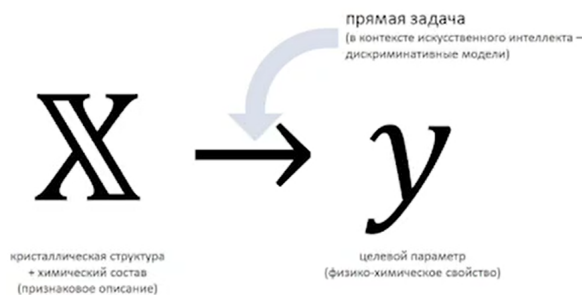 прямая задача
(в контексте искусственного интеллекта –
дискриминативные модели)
𝕏 → y
кристаллическая структура
+ химический состав
(признаковое описание)
целевой параметр
(физико-химическое свойство)